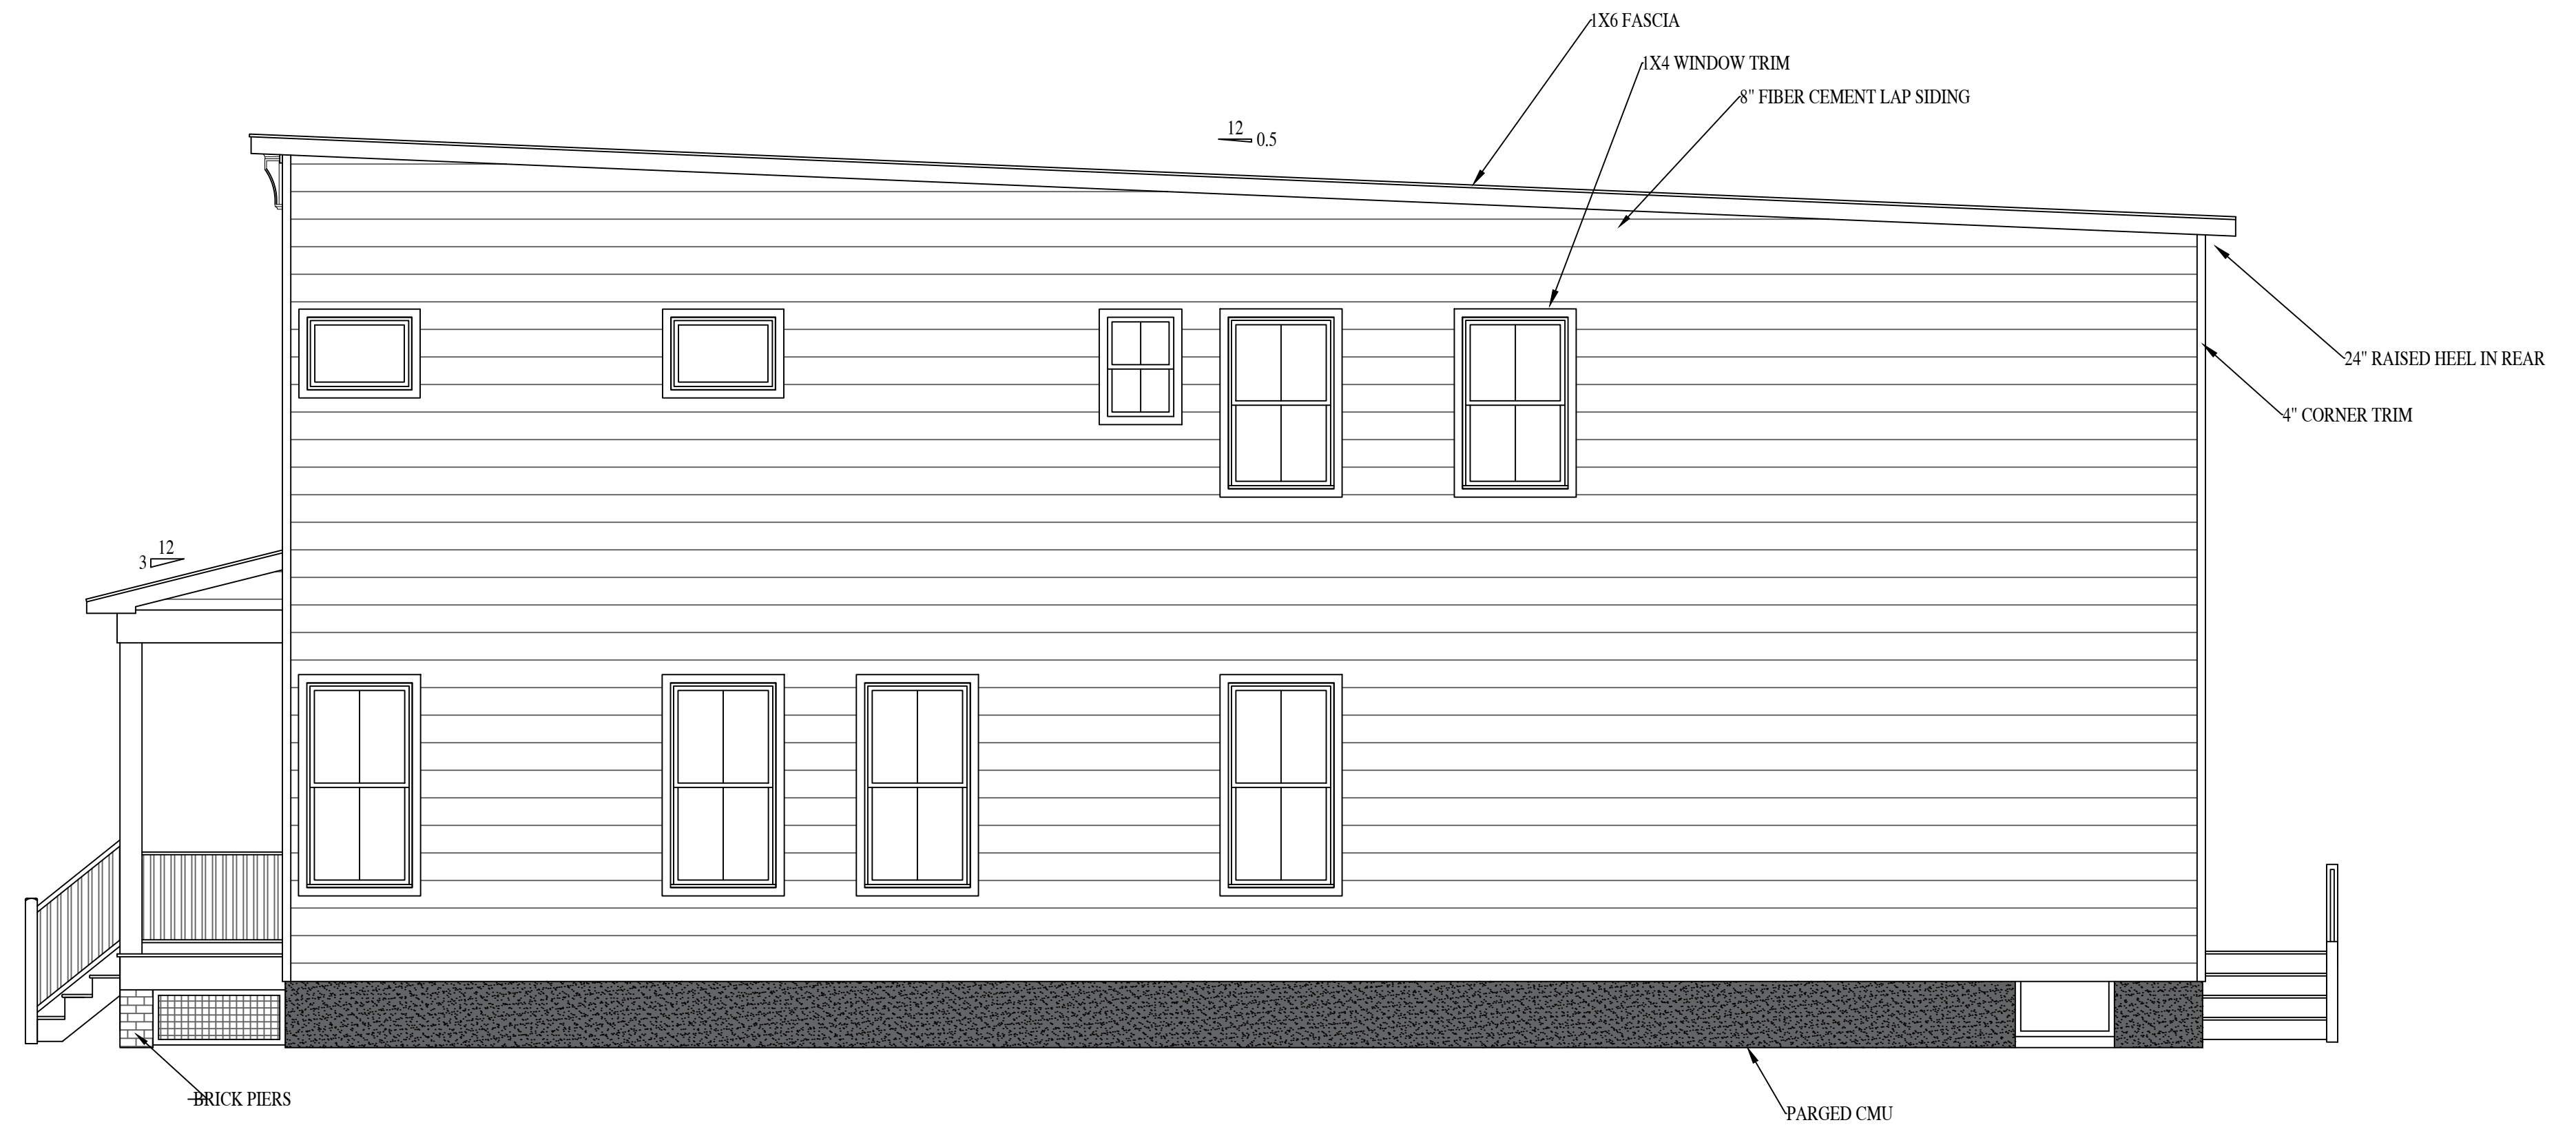 1X6 FASCIA
1X4 WINDOW TRIM
8" FIBER CEMENT LAP SIDING
12
0.5
24" RAISED HEEL IN REAR
4" CORNER TRIM
12
3
BRICK PIERS
PARGED CMU